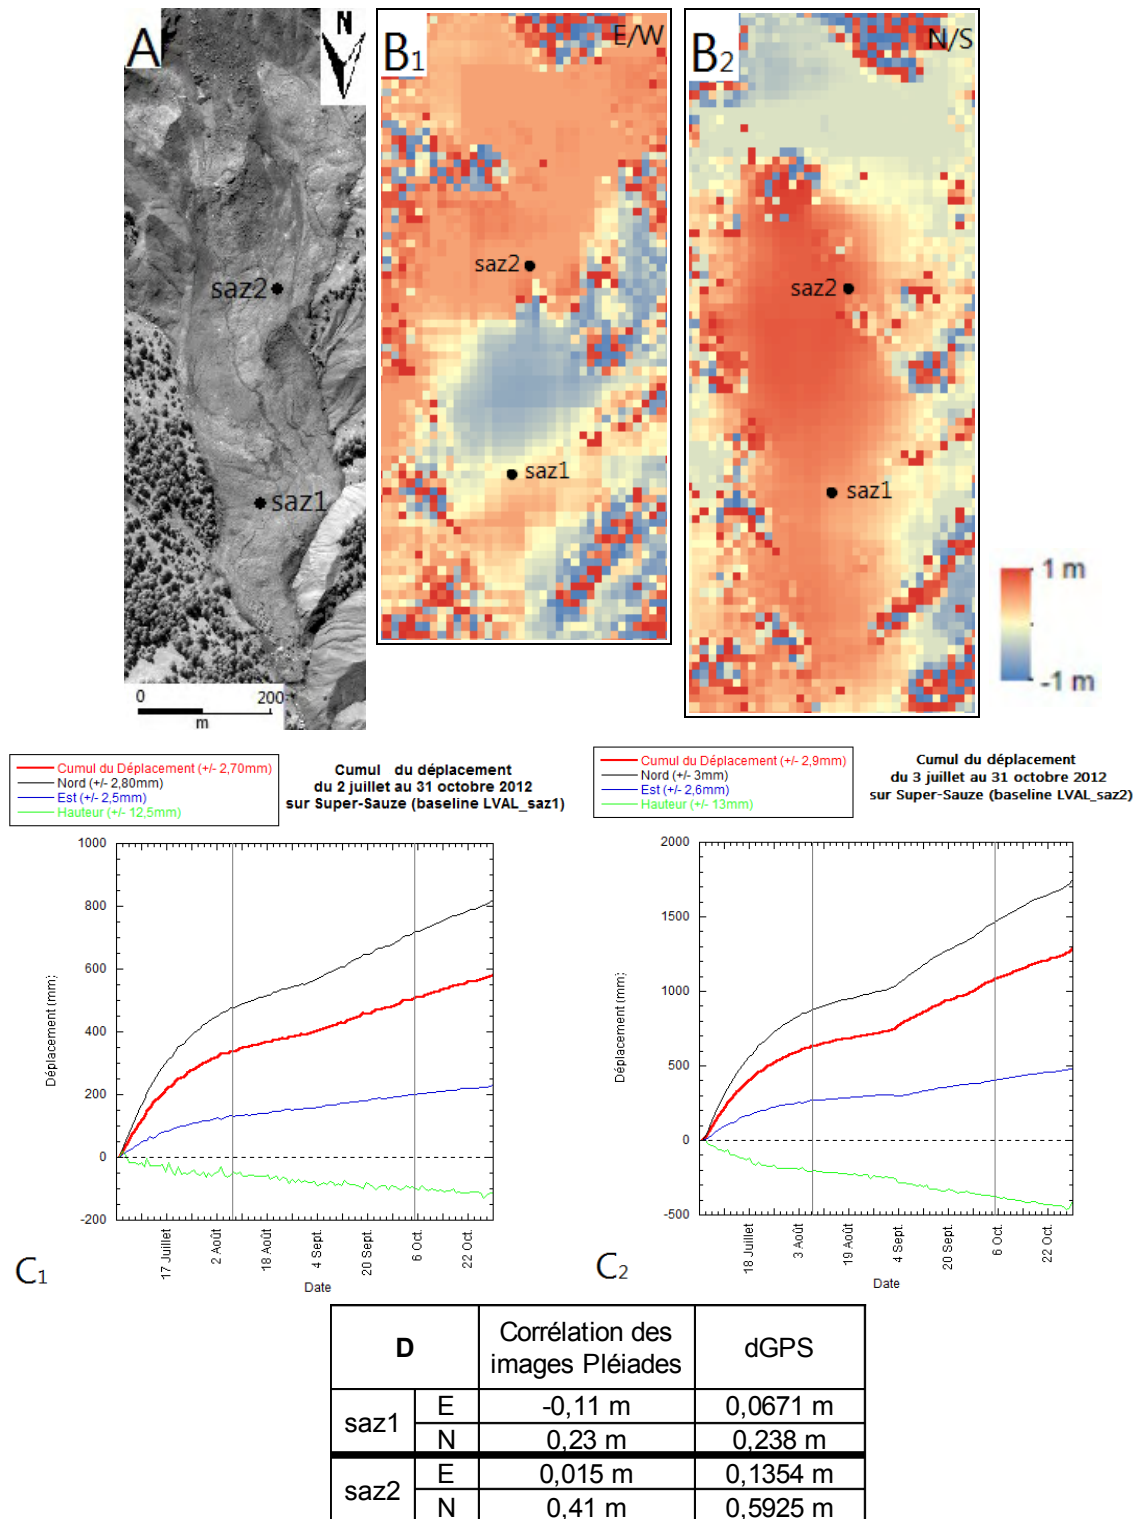 A
N
B1
E/W
B2
N/S
saz2
saz1
0 200
m
saz2
saz1
saz2
saz1
1 m
-1 m
Cumul du Déplacement (+/- 2,70mm)
Nord (+/- 2,80mm)
Est (+/- 2,5mm)
Hauteur (+/- 12,5mm)
Cumul du déplacement
du 2 juillet au 31 octobre 2012
sur Super-Sauze (baseline LVAL_saz1)
Déplacement (mm)
1000
800
600
400
200
0
-200
17 Juillet
2 Août
18 Août
4 Sept.
20 Sept.
6 Oct.
22 Oct.
Date
C1
Cumul du Déplacement (+/- 2,9mm)
Nord (+/- 3mm)
Est (+/- 2,6mm)
Hauteur (+/- 13mm)
Cumul du déplacement
du 3 juillet au 31 octobre 2012
sur Super-Sauze (baseline LVAL_saz2)
Déplacement (mm)
2000
1500
1000
500
0
-500
18 Juillet
3 Août
19 Août
4 Sept.
20 Sept.
6 Oct.
22 Oct.
Date
C2
D Corrélation des images Pléiades dGPS
saz1 E -0,11 m 0,0671 m
N 0,23 m 0,238 m
saz2 E 0,015 m 0,1354 m
N 0,41 m 0,5925 m